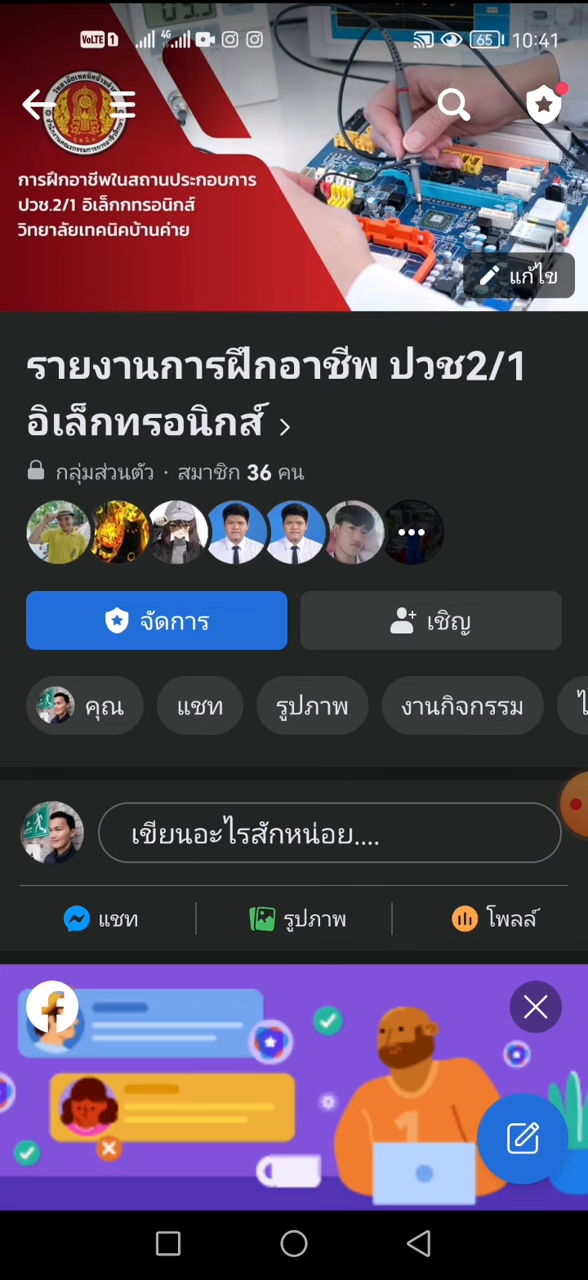 VoLTE 1 4G 65 10:41
การฝึกอาชีพในสถานประกอบการ
ปวช.2/1 อิเล็กกทรอนิกส์
วิทยาลัยเทคนิคบ้านค่าย
แก้ไข
รายงานการฝึกอาชีพ ปวช2/1
อิเล็กทรอนิกส์ >
กลุ่มส่วนตัว · สมาชิก 36 คน
จัดการ
เชิญ
คุณ
แชท
รูปภาพ
งานกิจกรรม
เขียนอะไรสักหน่อย....
แชท
รูปภาพ
โพลล์